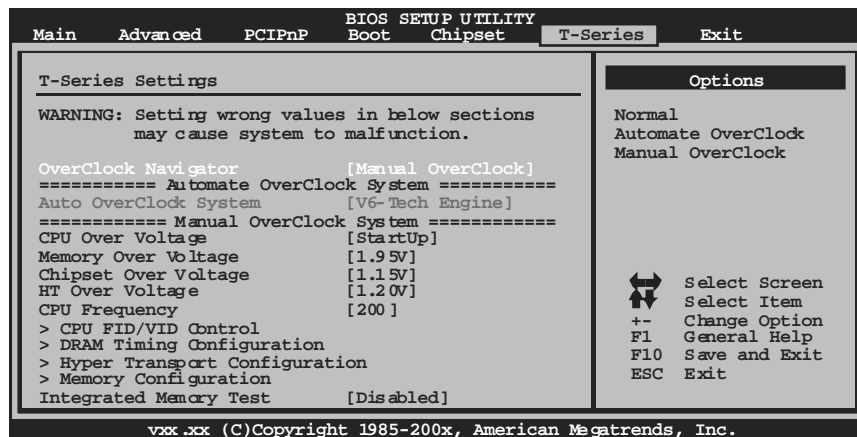 BIOS SETUP UTILITY
Main Advanced PCIPnP Boot Chipset T-Series Exit
T-Series Settings
WARNING: Setting wrong values in below sections
may cause system to malfunction.
OverClock Navigator [Manual OverClock]
=========== Automate OverClock System ===========
Auto OverClock System [V6-Tech Engine]
============ Manual OverClock System ============
CPU Over Voltage [StartUp]
Memory Over Voltage [1.95V]
Chipset Over Voltage [1.15V]
HT Over Voltage [1.20V]
CPU Frequency [200 ]
> CPU FID/VID Control
> DRAM Timing Configuration
> Hyper Transport Configuration
> Memory Configuration
Integrated Memory Test [Disabled]
Options
Normal
Automate OverClock
Manual OverClock
Select Screen
Select Item
+- Change Option
F1 General Help
F10 Save and Exit
ESC Exit
vxx.xx (C)Copyright 1985-200x, American Megatrends, Inc.